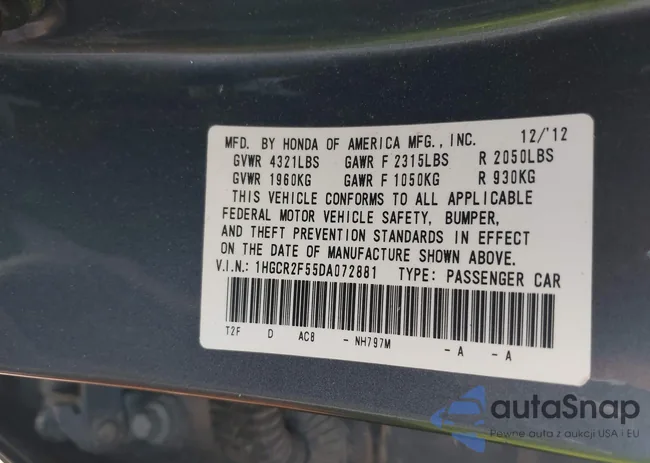 MFD. BY HONDA OF AMERICA MFG., INC. 12/'12
GVWR 4321LBS GAWR F 2315LBS R 2050LBS
GVWR 1960KG GAWR F 1050KG R 930KG
THIS VEHICLE CONFORMS TO ALL APPLICABLE
FEDERAL MOTOR VEHICLE SAFETY, BUMPER,
AND THEFT PREVENTION STANDARDS IN EFFECT
ON THE DATE OF MANUFACTURE SHOWN ABOVE.
V.I.N.: 1HGCR2F55DA072881 TYPE: PASSENGER CAR
T2F D AC8 - NH797M - A - A
autaSnap
Pewne auta z aukcji USA i EU